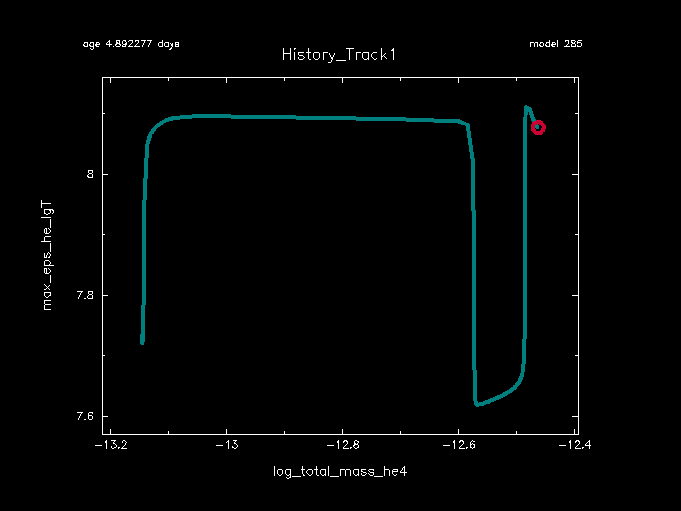 age 4.892277 days
model 285
History_Track1
max_eps_he_lgT
8
7.8
7.6
−13.2
−13
−12.8
−12.6
−12.4
log_total_mass_he4